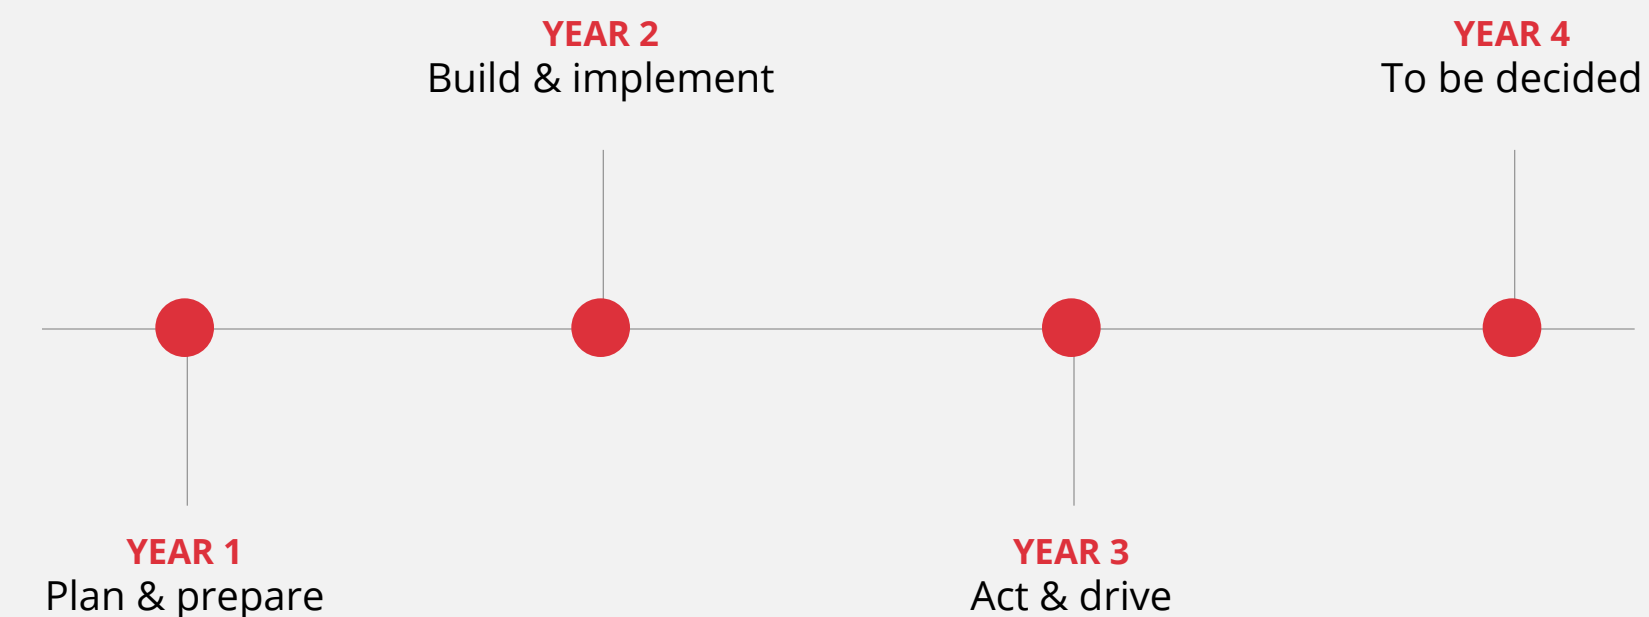 YEAR 1
Plan & prepare
YEAR 2
Build & implement
YEAR 3
Act & drive
YEAR 4
To be decided